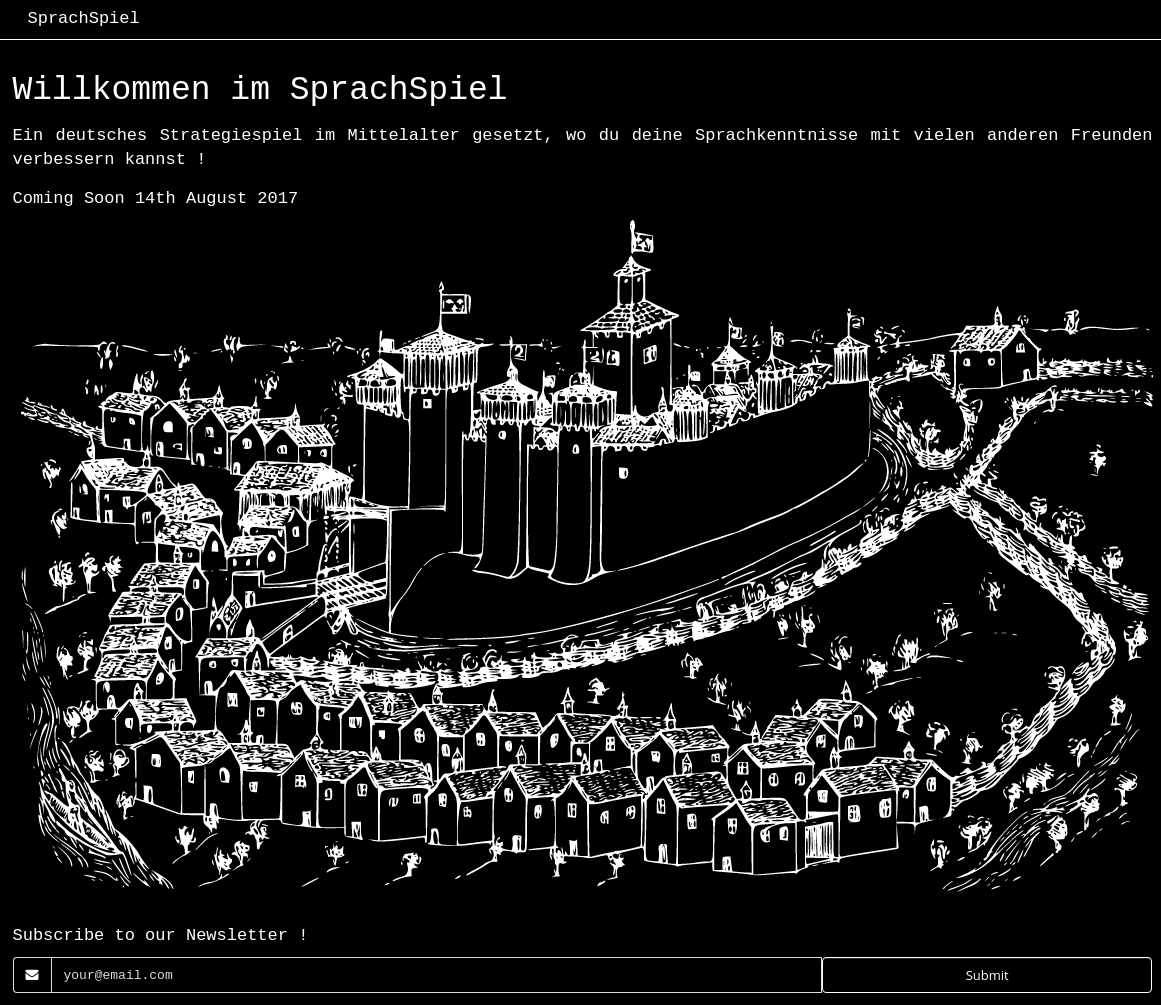 SprachSpiel
Willkommen im SprachSpiel
Ein deutsches Strategiespiel im Mittelalter gesetzt, wo du deine Sprachkenntnisse mit vielen anderen Freunden
verbessern kannst !
Coming Soon 14th August 2017
Subscribe to our Newsletter !
your@email.com Submit